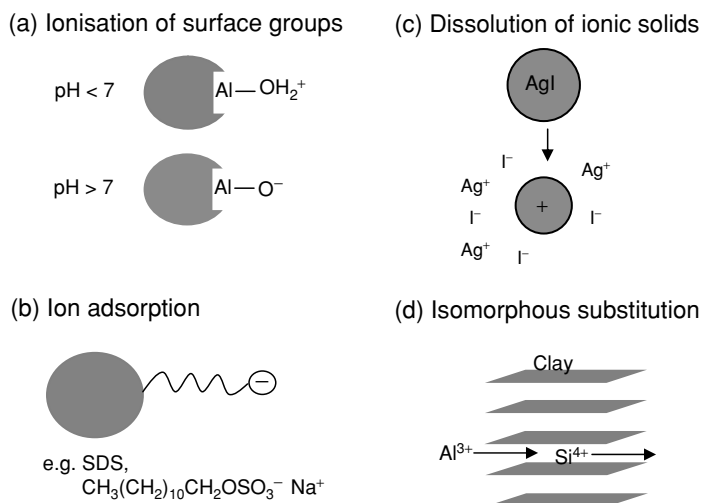 (a) Ionisation of surface groups
pH < 7
Al—OH₂⁺
pH > 7
Al—O⁻
(b) Ion adsorption
−
e.g. SDS,
CH₃(CH₂)₁₀CH₂OSO₃⁻ Na⁺
(c) Dissolution of ionic solids
AgI
I⁻
Ag⁺
Ag⁺
I⁻
+
I⁻
Ag⁺
I⁻
(d) Isomorphous substitution
Clay
Al³⁺
Si⁴⁺